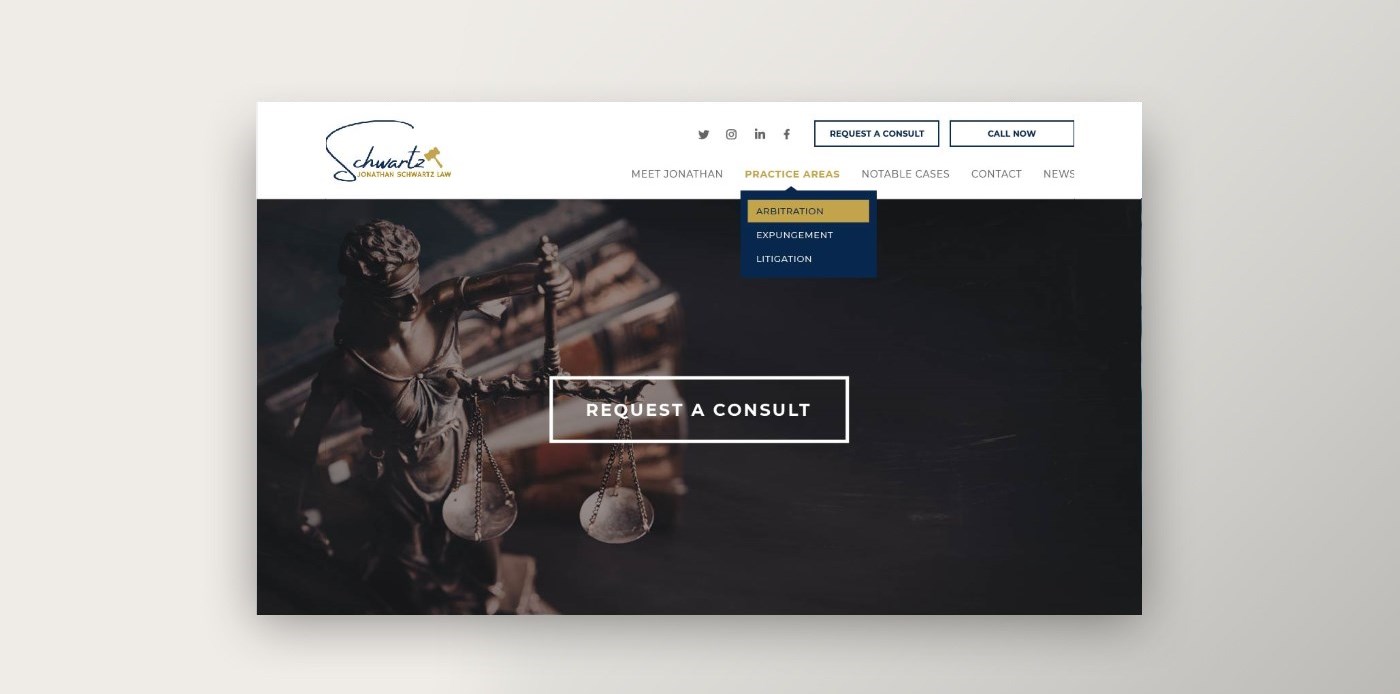 Schwartz
JONATHAN SCHWARTZ LAW
REQUEST A CONSULT
CALL NOW
MEET JONATHAN
PRACTICE AREAS
NOTABLE CASES
CONTACT
NEWS
ARBITRATION
EXPUNGEMENT
LITIGATION
REQUEST A CONSULT